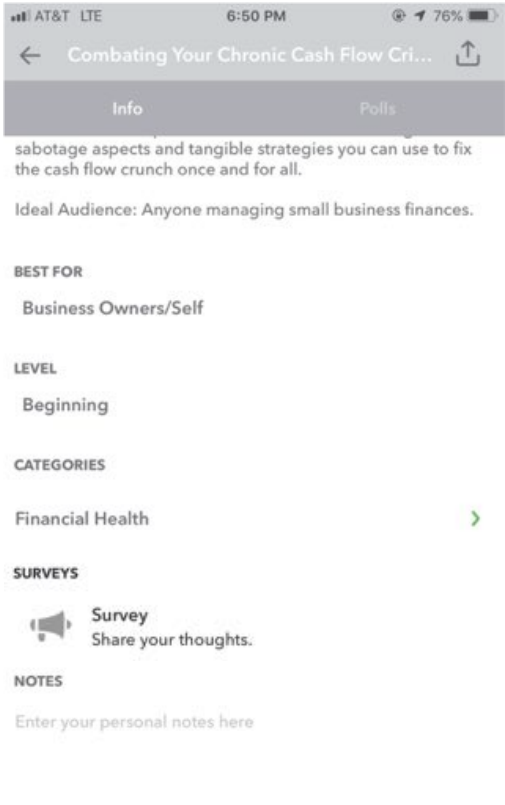 AT&T LTE 6:50 PM 76%
Combating Your Chronic Cash Flow Cri...
Info Polls
sabotage aspects and tangible strategies you can use to fix
the cash flow crunch once and for all.
Ideal Audience: Anyone managing small business finances.
BEST FOR
Business Owners/Self
LEVEL
Beginning
CATEGORIES
Financial Health
SURVEYS
Survey
Share your thoughts.
NOTES
Enter your personal notes here